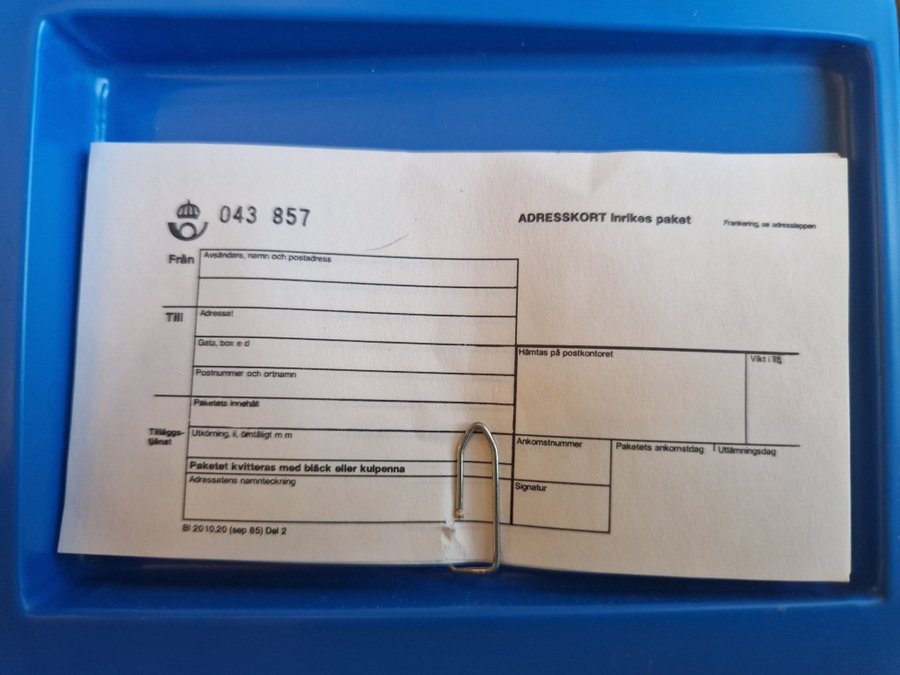 043 857
ADRESSKORT Inrikes paket
Frankering, se adresslappen
Från
Avsändare, namn och postadress
Till
Adressat
Gata, box e d
Postnummer och ortnamn
Hämtas på postkontoret
Vikt i kg
Paketets innehåll
Tilläggs-
tjänst
Utkörning, il, ömtåligt m m
Ankomstnummer
Paketets ankomstdag
Utlämningsdag
Paketet kvitteras med bläck eller kulpenna
Adressatens namnteckning
Signatur
Bl 2010.20 (sep 85) Del 2